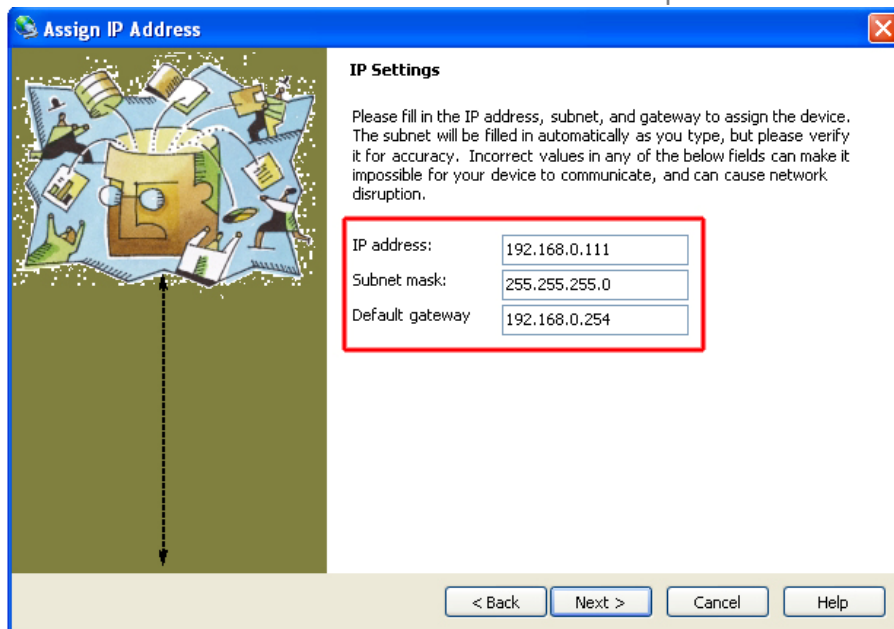 Assign IP Address
IP Settings
Please fill in the IP address, subnet, and gateway to assign the device.
The subnet will be filled in automatically as you type, but please verify
it for accuracy.  Incorrect values in any of the below fields can make it
impossible for your device to communicate, and can cause network
disruption.
IP address: 192.168.0.111
Subnet mask: 255.255.255.0
Default gateway 192.168.0.254
< Back Next > Cancel Help